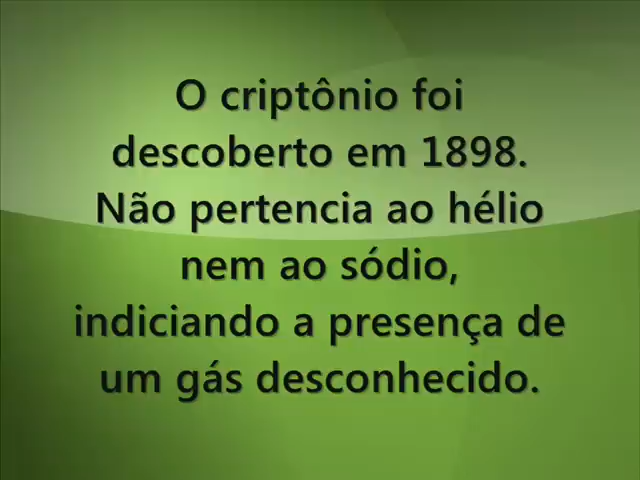 O criptônio foi
descoberto em 1898.
Não pertencia ao hélio
nem ao sódio,
indiciando a presença de
um gás desconhecido.